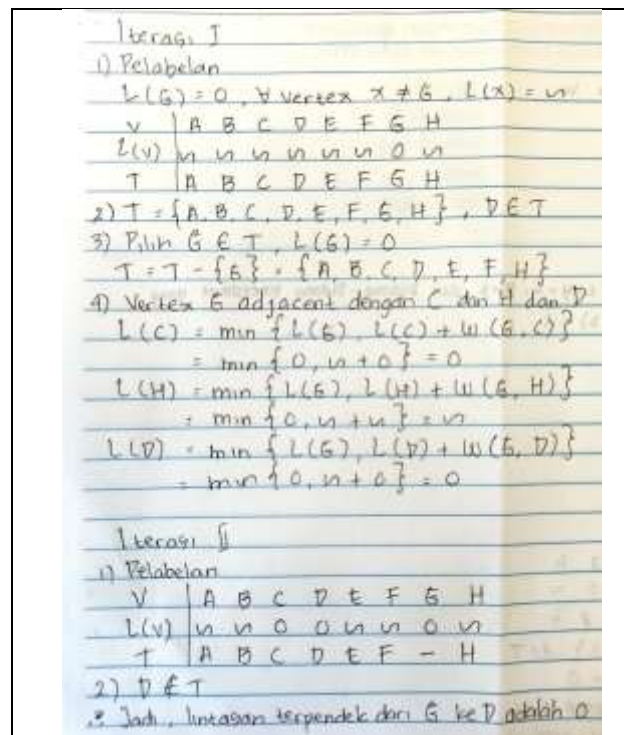 Iterasi I
1) Pelabelan
L(G) = 0, ∀ vertex x ≠ G, L(x) = ∽
V | A B C D E F G H
L(v) | ∽ ∽ ∽ ∽ ∽ ∽ 0 ∽
T | A B C D E F G H
2) T = {A, B, C, D, E, F, G, H}, D ∈ T
3) Pilih G ∈ T, L(G) = 0
T = T - {G} = {A, B, C, D, E, F, H}
4) Vertex G adjacent dengan C dan H dan D
L(C) = min {L(G), L(C) + W(G, C)}
= min {0, ∽ + 0} = 0
L(H) = min {L(G), L(H) + W(G, H)}
= min {0, ∽ + ∽} = ∽
L(D) = min {L(G), L(D) + W(G, D)}
= min {0, ∽ + 0} = 0
Iterasi II
1) Pelabelan
V | A B C D E F G H
L(v) | ∽ ∽ 0 0 ∽ ∽ 0 ∽
T | A B C D E F - H
2) D ∉ T
∴ Jadi, lintasan terpendek dari G ke D adalah 0